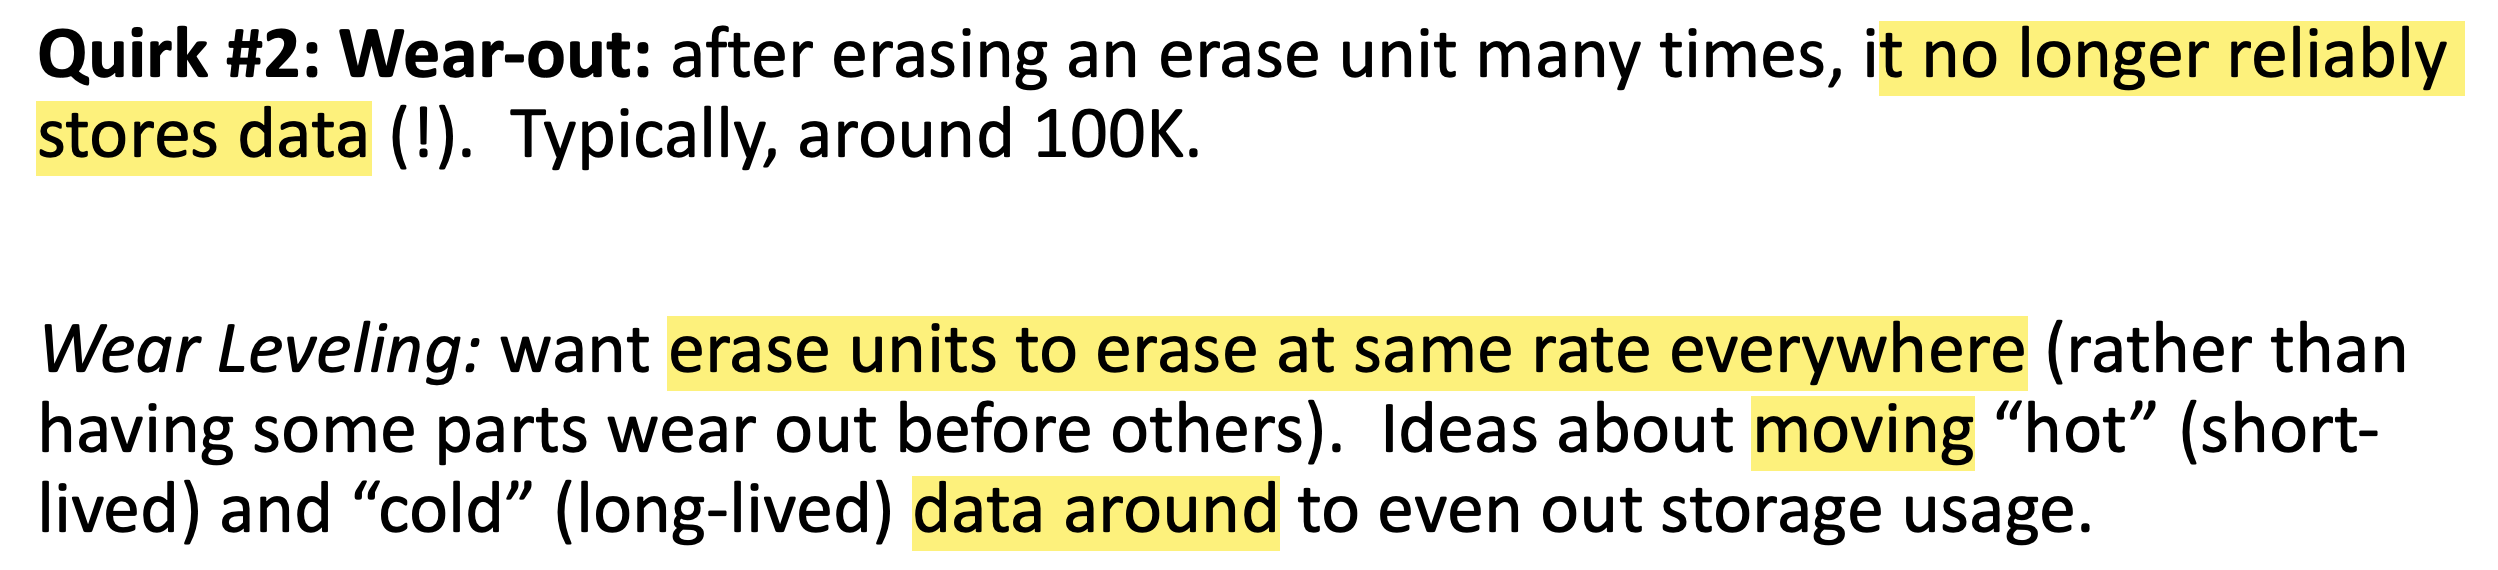 Quirk #2: Wear-out: after erasing an erase unit many times, it no longer reliably
stores data (!). Typically, around 100K.
Wear Leveling: want erase units to erase at same rate everywhere (rather than
having some parts wear out before others). Ideas about moving “hot” (short-
lived) and “cold” (long-lived) data around to even out storage usage.